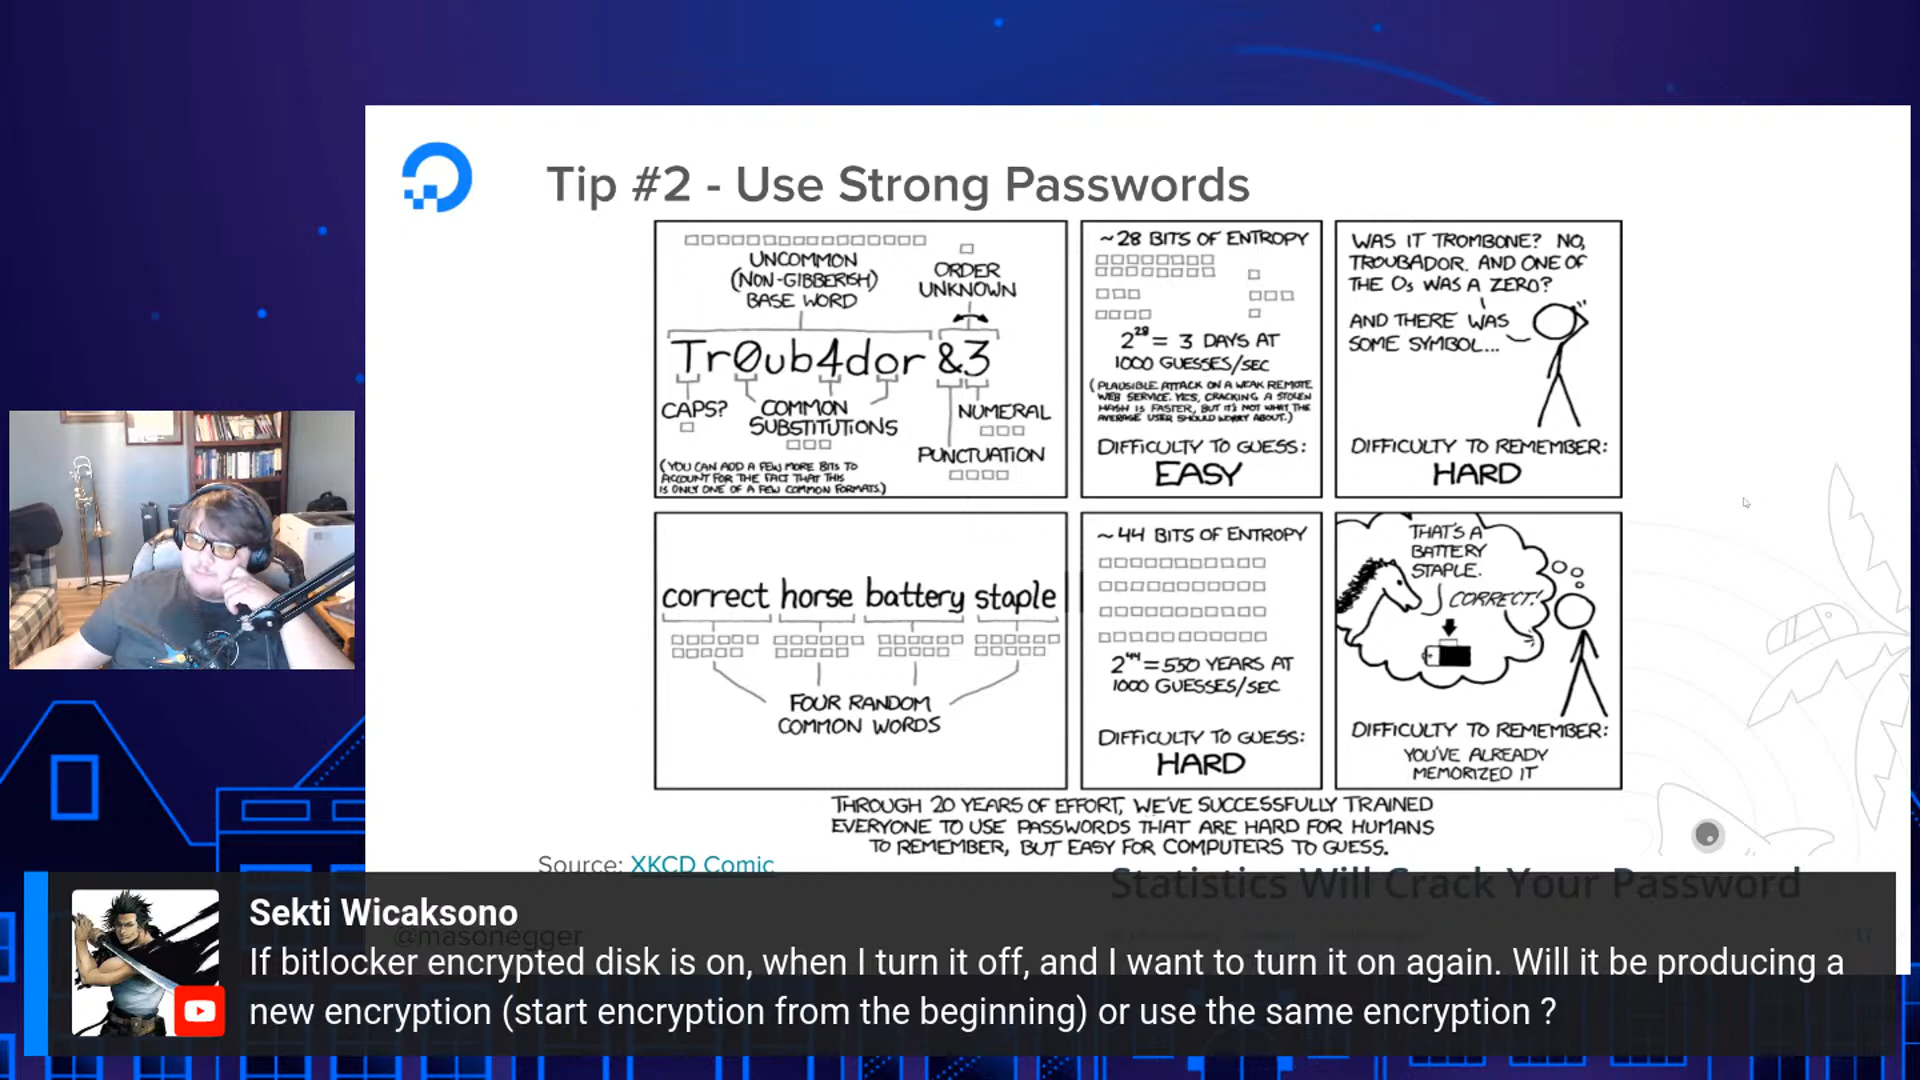 Tip #2 - Use Strong Passwords
UNCOMMON
(NON-GIBBERISH)
BASE WORD
ORDER
UNKNOWN
Tr0ub4dor &3
CAPS?
COMMON
SUBSTITUTIONS
NUMERAL
PUNCTUATION
(YOU CAN ADD A FEW MORE BITS TO
ACCOUNT FOR THE FACT THAT THIS
IS ONLY ONE OF A FEW COMMON FORMATS.)
~28 BITS OF ENTROPY
2²⁸ = 3 DAYS AT
1000 GUESSES/SEC
(PLAUSIBLE ATTACK ON A WEAK REMOTE
WEB SERVICE. YES, CRACKING A STOLEN
HASH IS FASTER, BUT IT'S NOT WHAT THE
AVERAGE USER SHOULD WORRY ABOUT.)
DIFFICULTY TO GUESS:
EASY
WAS IT TROMBONE? NO,
TROUBADOR. AND ONE OF
THE Os WAS A ZERO?
AND THERE WAS
SOME SYMBOL...
DIFFICULTY TO REMEMBER:
HARD
correct horse battery staple
FOUR RANDOM
COMMON WORDS
~44 BITS OF ENTROPY
2⁴⁴ = 550 YEARS AT
1000 GUESSES/SEC
DIFFICULTY TO GUESS:
HARD
THAT'S A
BATTERY
STAPLE.
CORRECT!
DIFFICULTY TO REMEMBER:
YOU'VE ALREADY
MEMORIZED IT
THROUGH 20 YEARS OF EFFORT, WE'VE SUCCESSFULLY TRAINED
EVERYONE TO USE PASSWORDS THAT ARE HARD FOR HUMANS
TO REMEMBER, BUT EASY FOR COMPUTERS TO GUESS.
Source: XKCD Comic
Statistics Will Crack Your Password
@masonegger
17
Sekti Wicaksono
If bitlocker encrypted disk is on, when I turn it off, and I want to turn it on again. Will it be producing a
new encryption (start encryption from the beginning) or use the same encryption ?